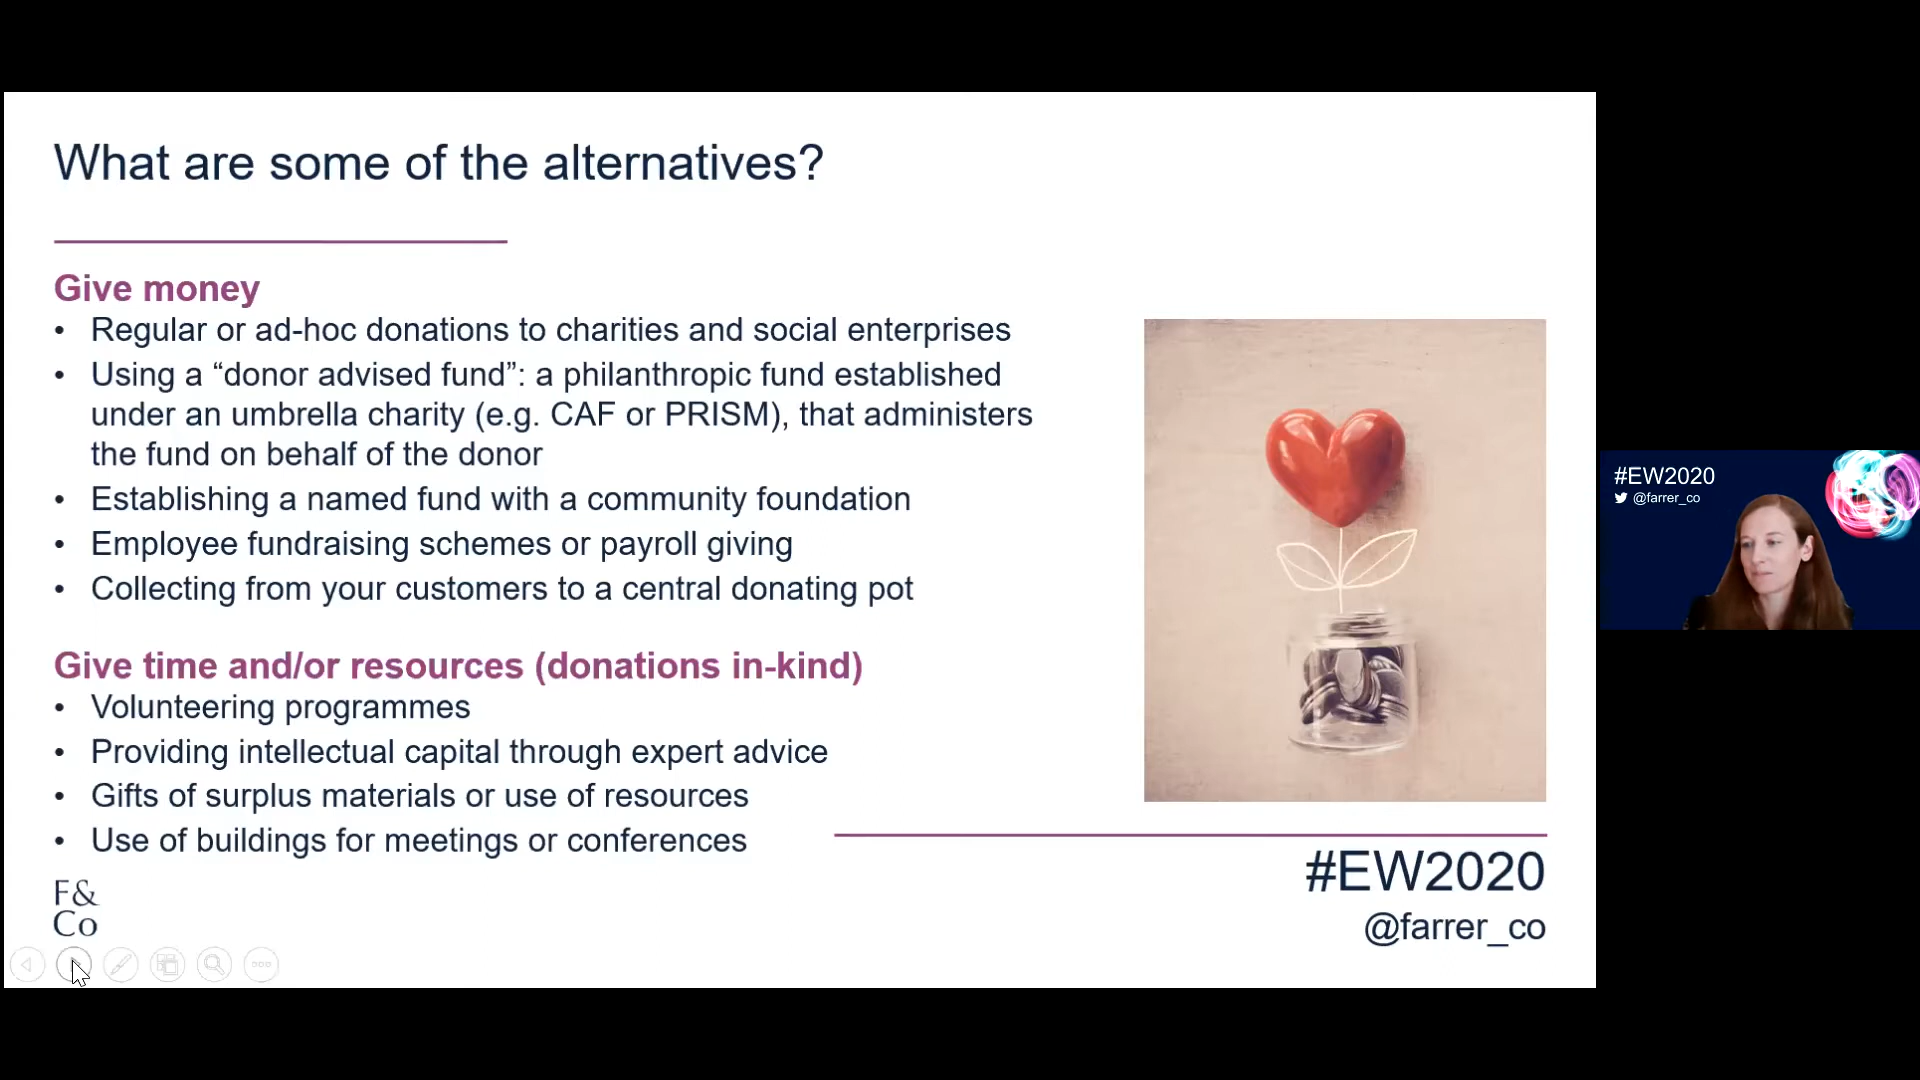 What are some of the alternatives?
Give money
• Regular or ad-hoc donations to charities and social enterprises
• Using a “donor advised fund”: a philanthropic fund established
under an umbrella charity (e.g. CAF or PRISM), that administers
the fund on behalf of the donor
• Establishing a named fund with a community foundation
• Employee fundraising schemes or payroll giving
• Collecting from your customers to a central donating pot
Give time and/or resources (donations in-kind)
• Volunteering programmes
• Providing intellectual capital through expert advice
• Gifts of surplus materials or use of resources
• Use of buildings for meetings or conferences
F&
Co
#EW2020
@farrer_co
#EW2020
@farrer_co